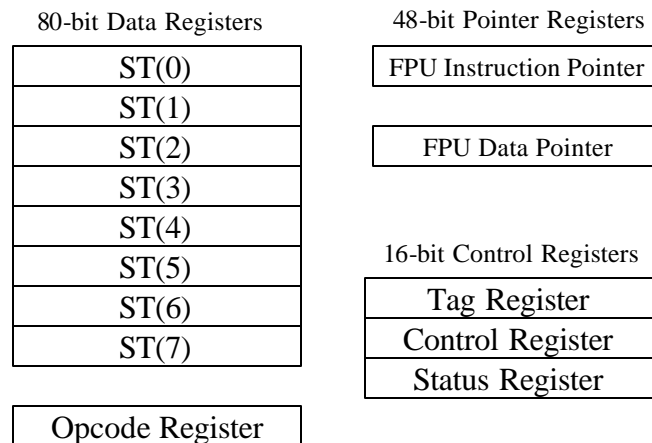 80-bit Data Registers
ST(0)
ST(1)
ST(2)
ST(3)
ST(4)
ST(5)
ST(6)
ST(7)
Opcode Register
48-bit Pointer Registers
FPU Instruction Pointer
FPU Data Pointer
16-bit Control Registers
Tag Register
Control Register
Status Register